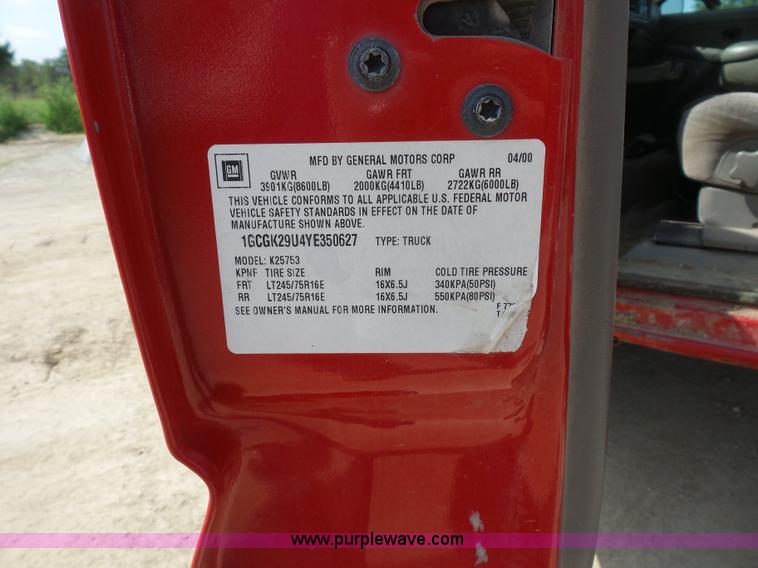 MFD BY GENERAL MOTORS CORP 04/00
GM
GVWR GAWR FRT GAWR RR
3901KG(8600LB) 2000KG(4410LB) 2722KG(6000LB)
THIS VEHICLE CONFORMS TO ALL APPLICABLE U.S. FEDERAL MOTOR
VEHICLE SAFETY STANDARDS IN EFFECT ON THE DATE OF
MANUFACTURE SHOWN ABOVE.
1GCGK29U4YE350627 TYPE: TRUCK
MODEL: K25753
KPNF TIRE SIZE RIM COLD TIRE PRESSURE
FRT LT245/75R16E 16X6.5J 340KPA(50PSI)
RR LT245/75R16E 16X6.5J 550KPA(80PSI)
SEE OWNER'S MANUAL FOR MORE INFORMATION.
www.purplewave.com